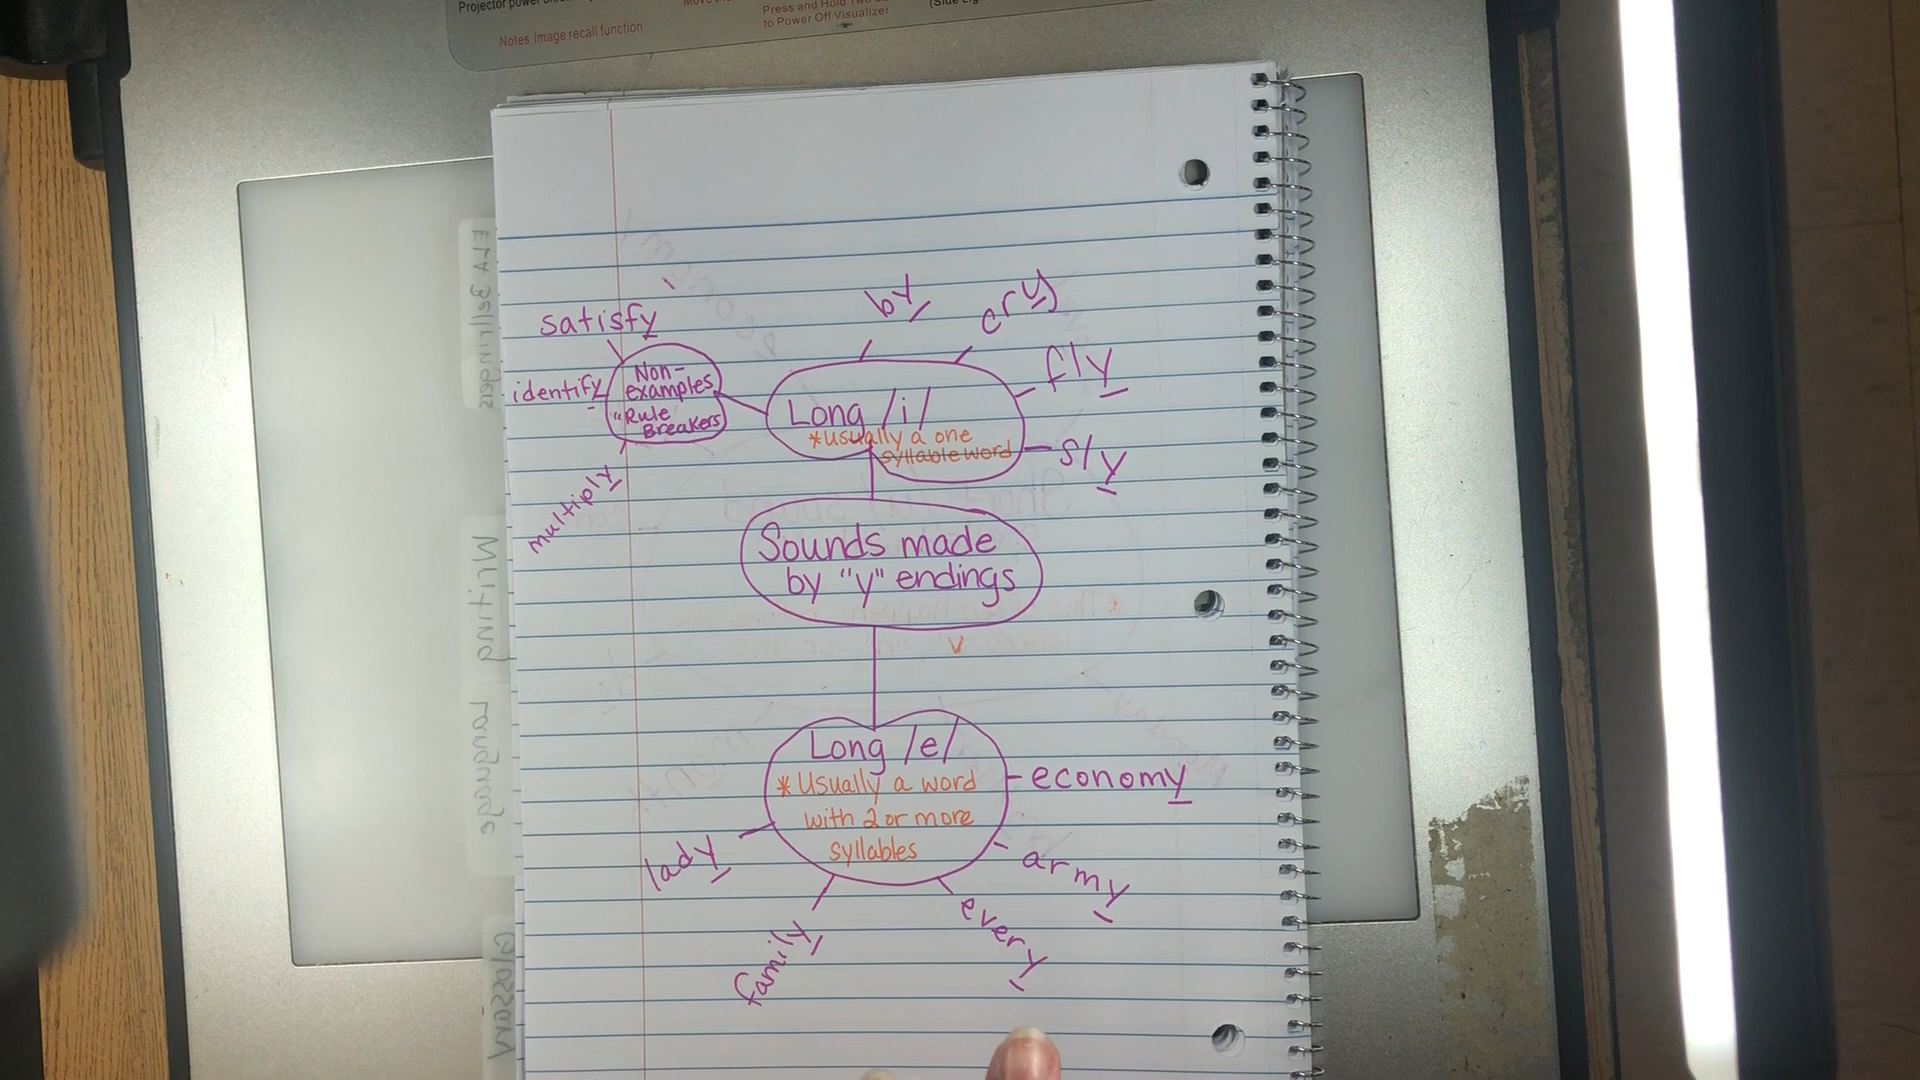 Projector power
Press and Hold
to Power Off Visualizer
Notes: Image recall function
satisfy
by
cry
fly
sly
identify
Non-
examples
"Rule
Breakers
multiply
Long /i/
*usually a one
syllable word
Sounds made
by "y" endings
v
Long /e/
*Usually a word
with 2 or more
syllables
economy
army
every
family
lady
ELA Bellringers
Writing
Language
Glossary